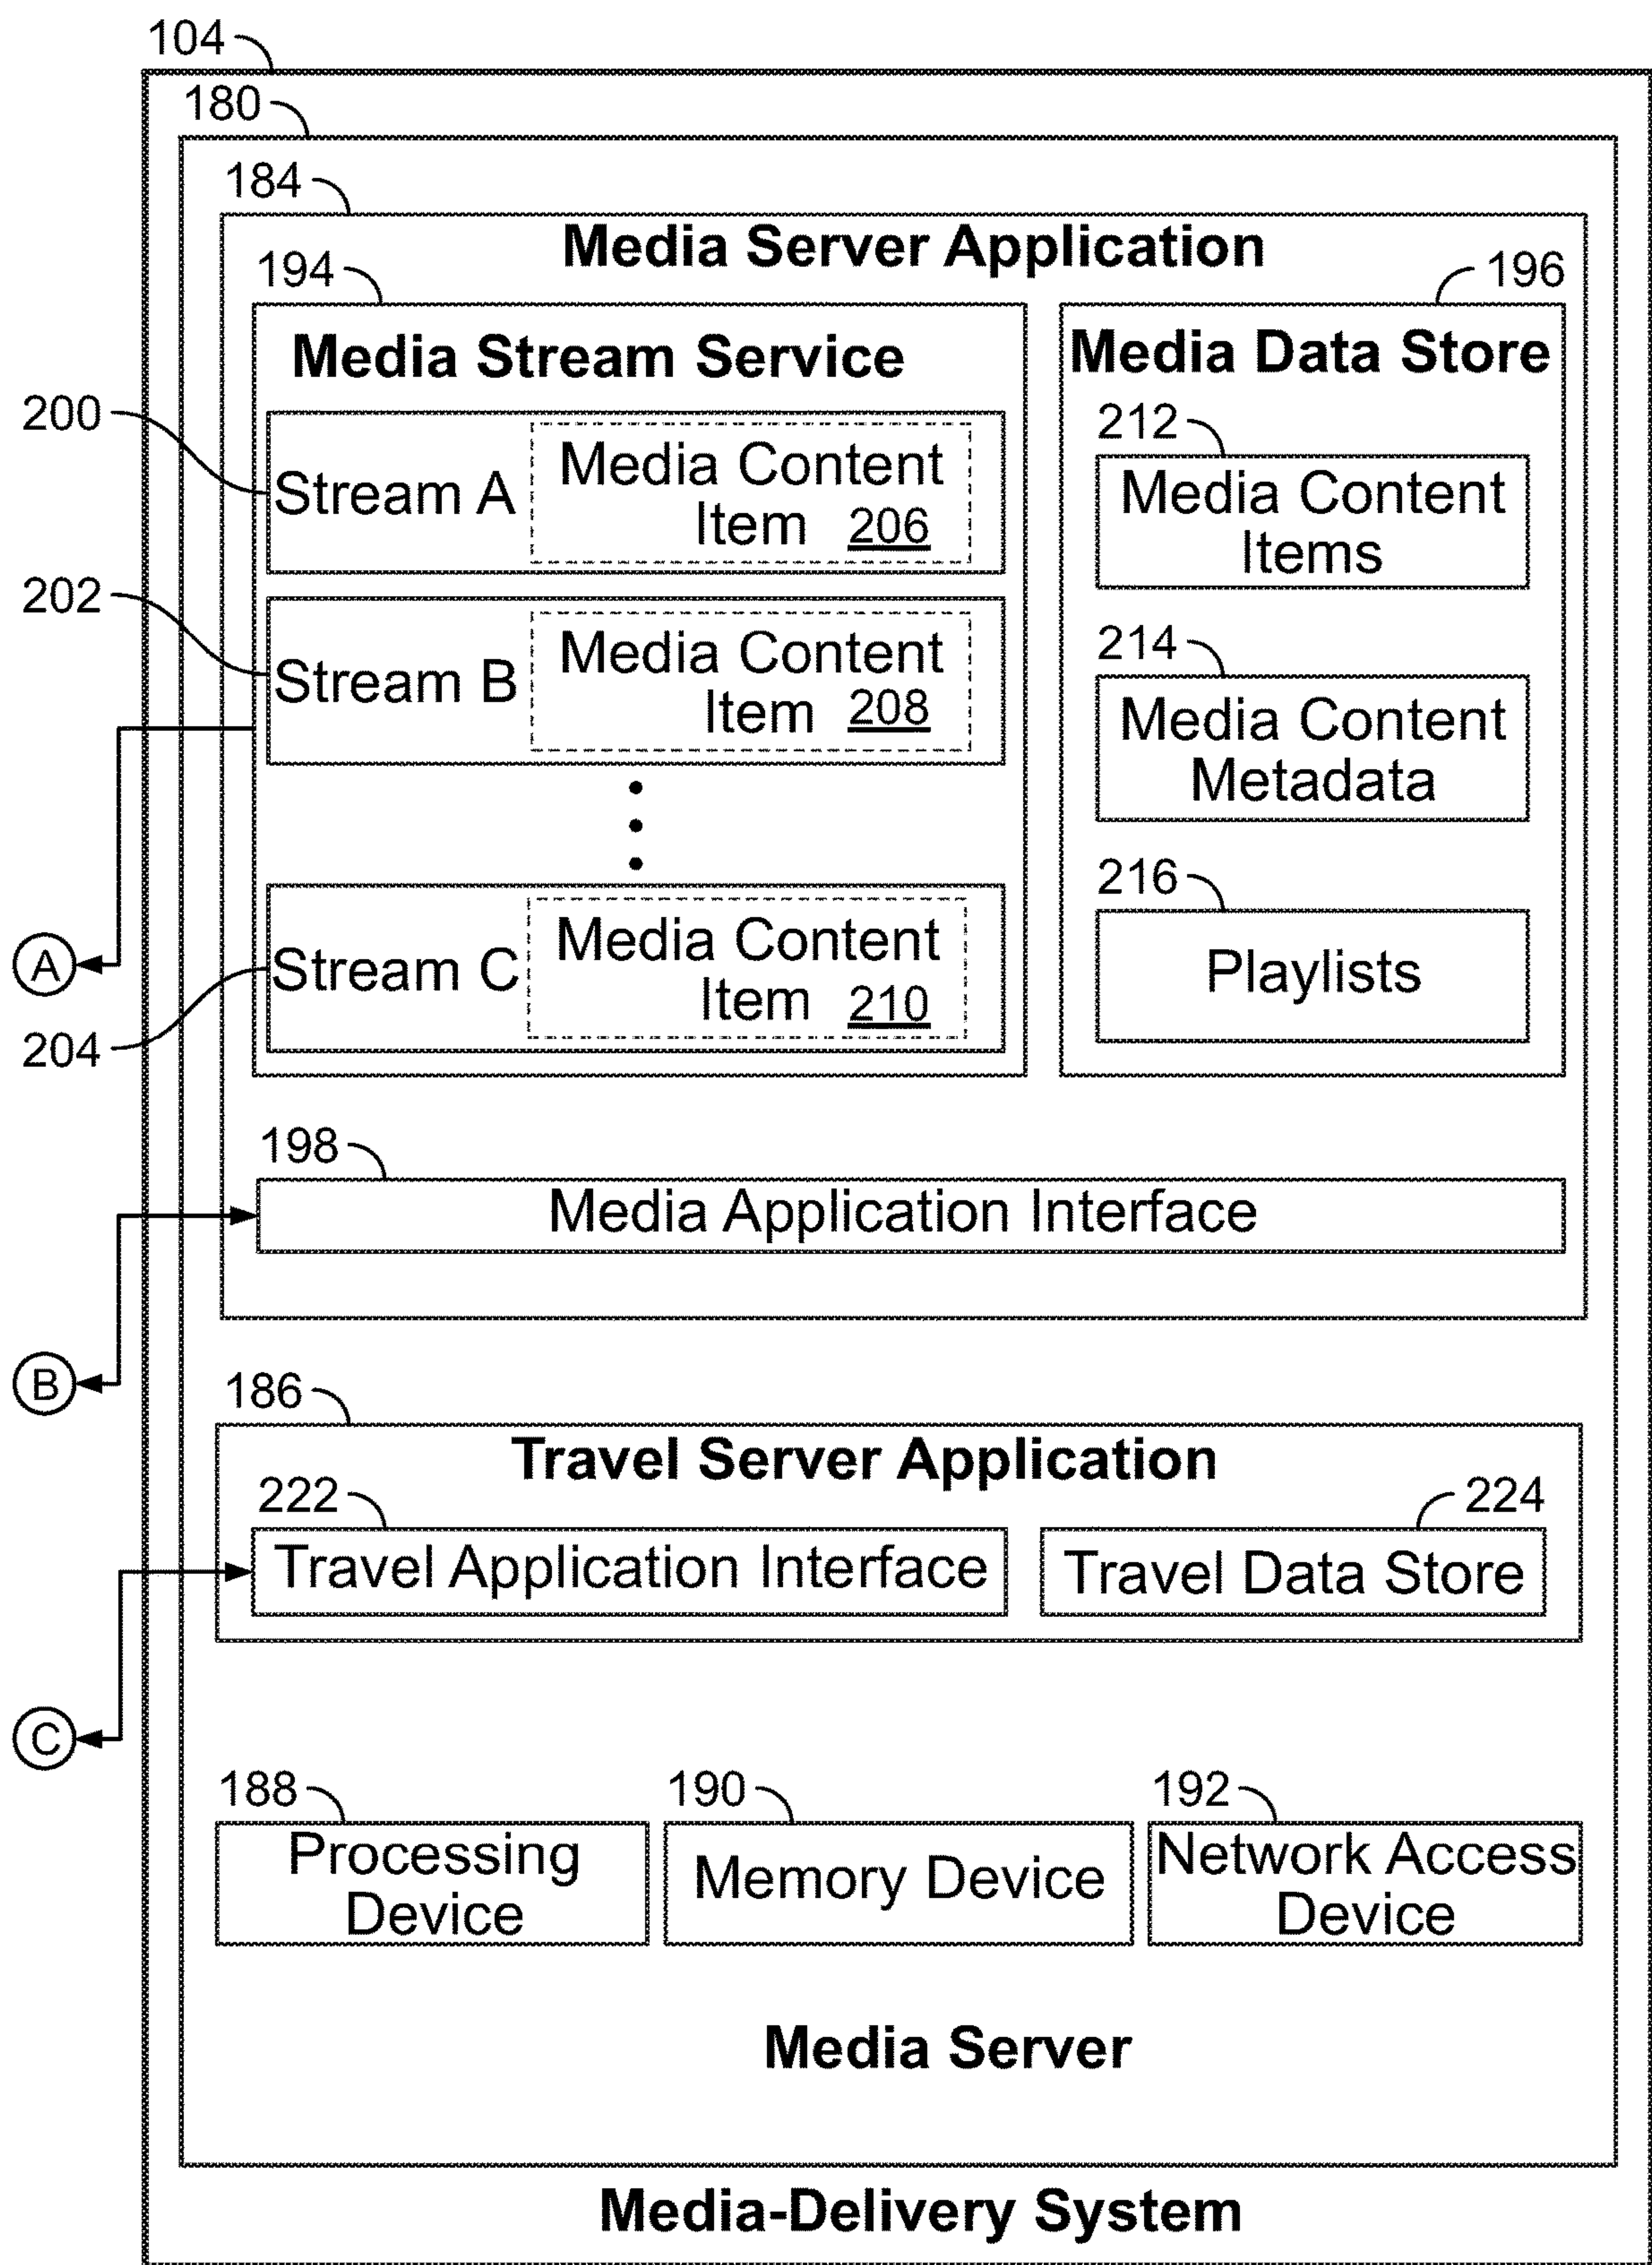 104
180
184
Media Server Application
194
196
Media Stream Service
Media Data Store
200
Stream A
Media Content
Item 206
212
Media Content
Items
202
Stream B
Media Content
Item 208
214
Media Content
Metadata
A
Stream C
Media Content
Item 210
204
216
Playlists
198
Media Application Interface
B
186
Travel Server Application
222
224
Travel Application Interface
Travel Data Store
C
188
190
192
Processing
Device
Memory Device
Network Access
Device
Media Server
Media-Delivery System